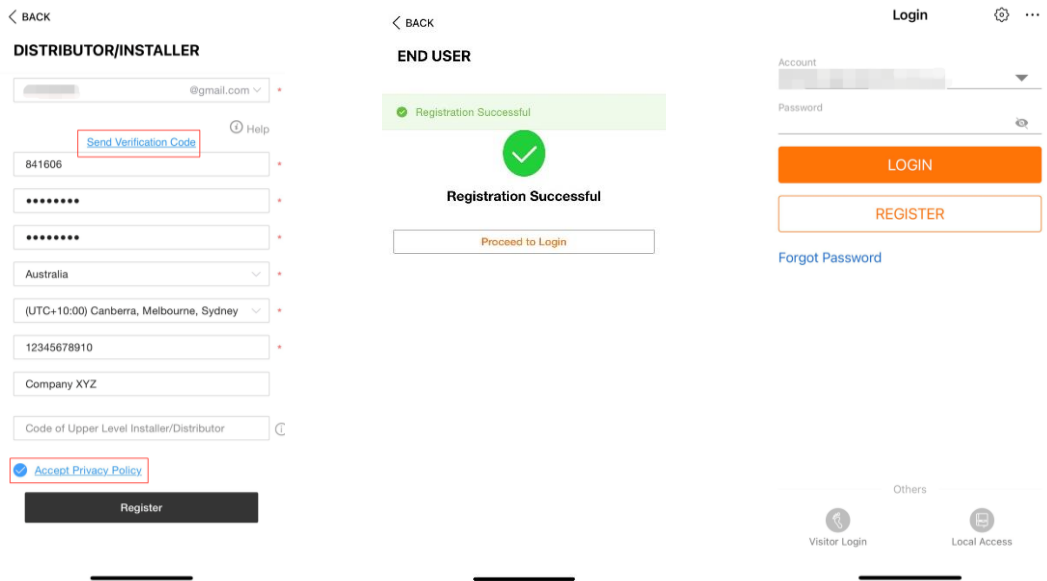 BACK
DISTRIBUTOR/INSTALLER
@gmail.com
*
Help
Send Verification Code
841606
*
••••••••
*
••••••••
*
Australia
*
(UTC+10:00) Canberra, Melbourne, Sydney
*
12345678910
*
Company XYZ
Code of Upper Level Installer/Distributor
Accept Privacy Policy
Register
BACK
END USER
Registration Successful
Registration Successful
Proceed to Login
Login
Account
Password
LOGIN
REGISTER
Forgot Password
Others
Visitor Login
Local Access